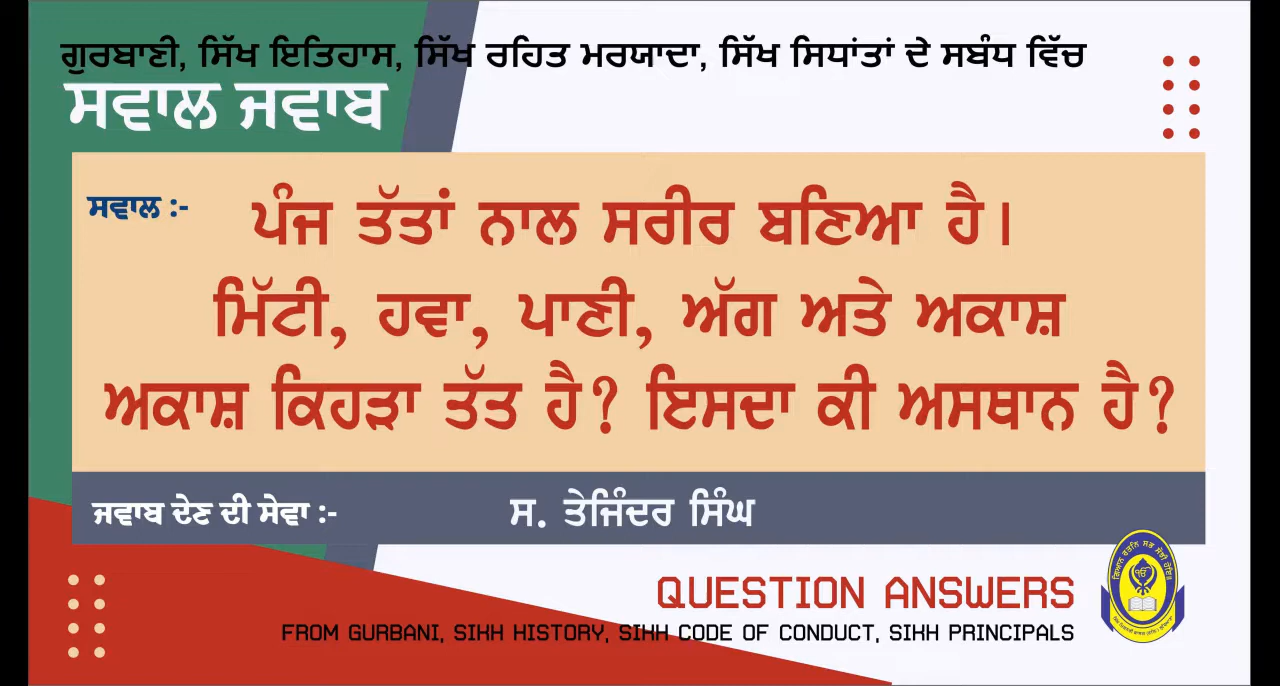 ਗੁਰਬਾਣੀ, ਸਿੱਖ ਇਤਿਹਾਸ, ਸਿੱਖ ਰਹਿਤ ਮਰਯਾਦਾ, ਸਿੱਖ ਸਿਧਾਂਤਾਂ ਦੇ ਸਬੰਧ ਵਿੱਚ
ਸਵਾਲ ਜਵਾਬ
ਸਵਾਲ :- ਪੰਜ ਤੱਤਾਂ ਨਾਲ ਸਰੀਰ ਬਣਿਆ ਹੈ।
ਮਿੱਟੀ, ਹਵਾ, ਪਾਣੀ, ਅੱਗ ਅਤੇ ਅਕਾਸ਼
ਅਕਾਸ਼ ਕਿਹੜਾ ਤੱਤ ਹੈ? ਇਸਦਾ ਕੀ ਅਸਥਾਨ ਹੈ?
ਜਵਾਬ ਦੇਣ ਦੀ ਸੇਵਾ :- ਸ. ਤੇਜਿੰਦਰ ਸਿੰਘ
QUESTION ANSWERS
FROM GURBANI, SIKH HISTORY, SIKH CODE OF CONDUCT, SIKH PRINCIPALS